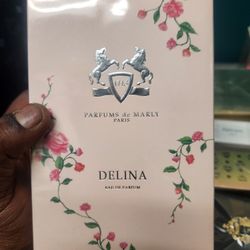 PARFUMS de MARLY
PARIS
DELINA
EAU DE PARFUM